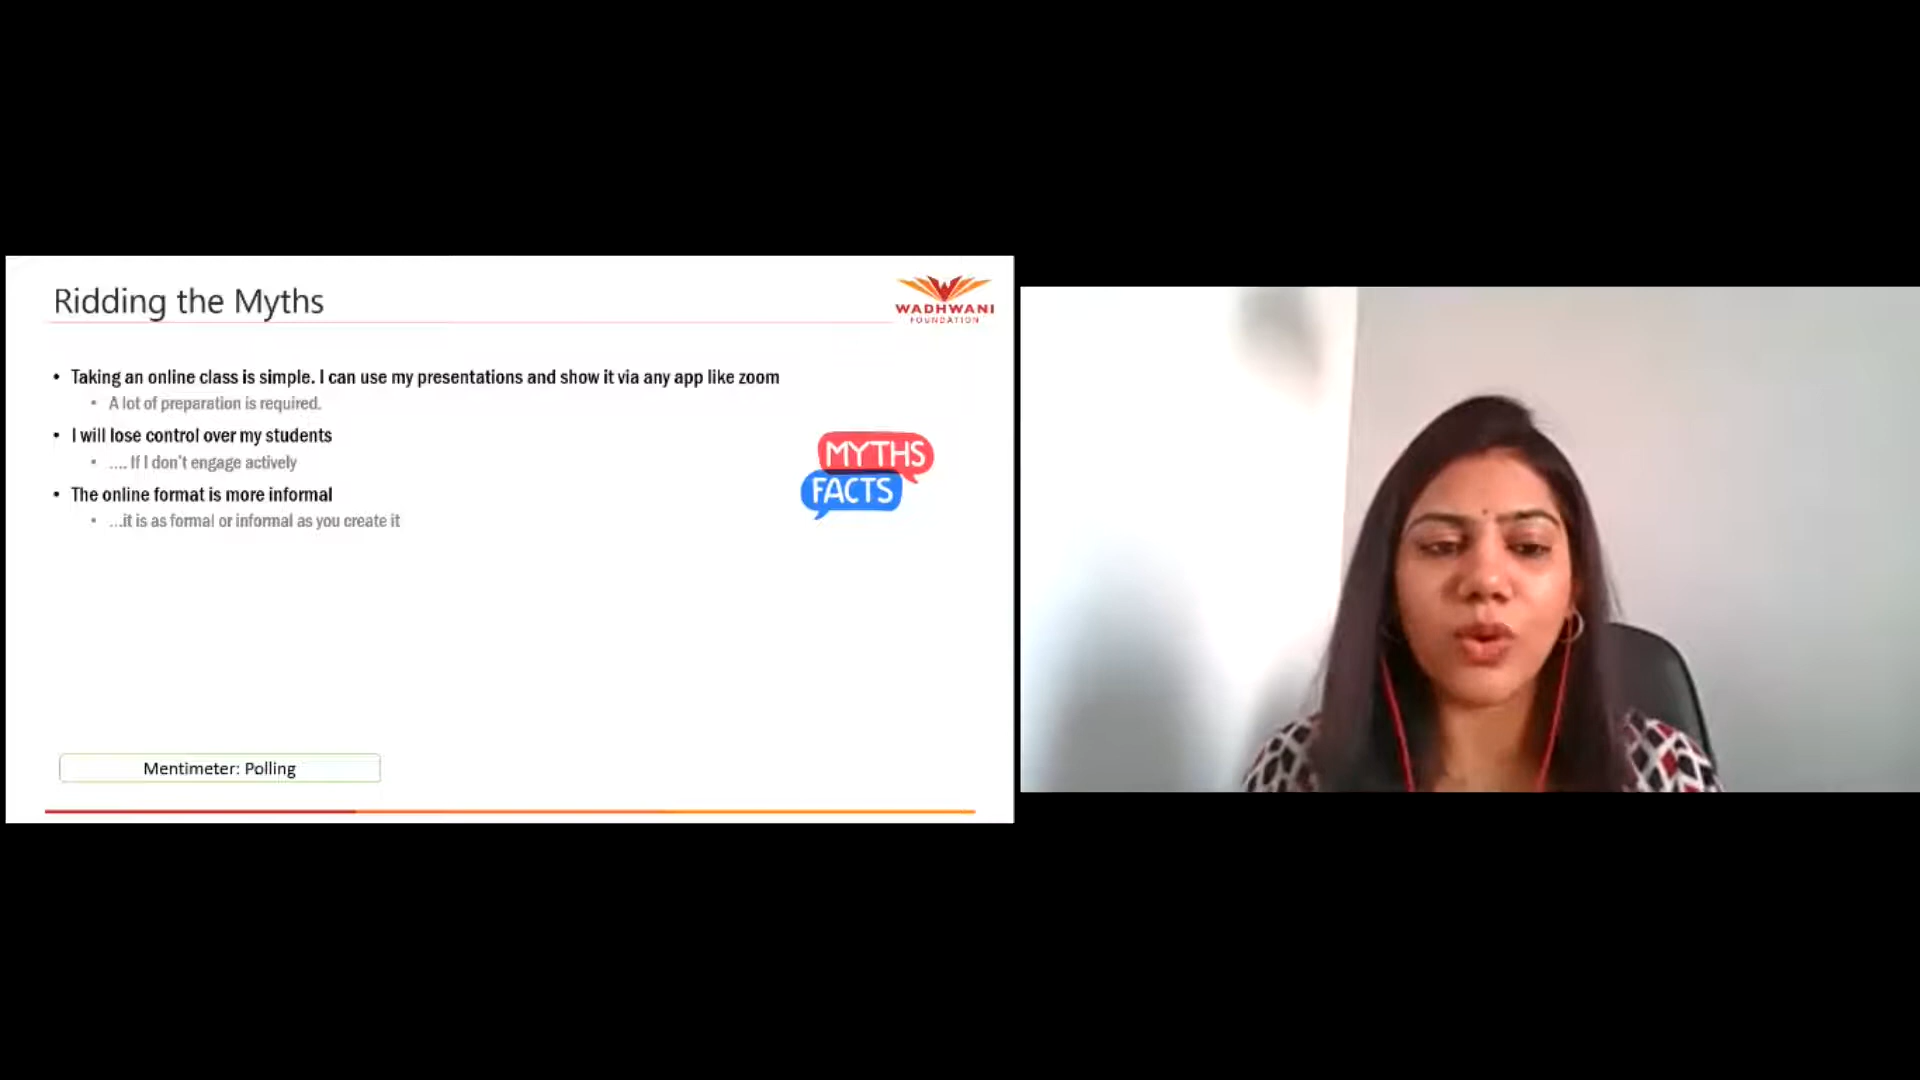 Ridding the Myths
WADHWANI
FOUNDATION
• Taking an online class is simple. I can use my presentations and show it via any app like zoom
• A lot of preparation is required.
• I will lose control over my students
• .... If I don't engage actively
• The online format is more informal
• ...it is as formal or informal as you create it
MYTHS
FACTS
Mentimeter: Polling